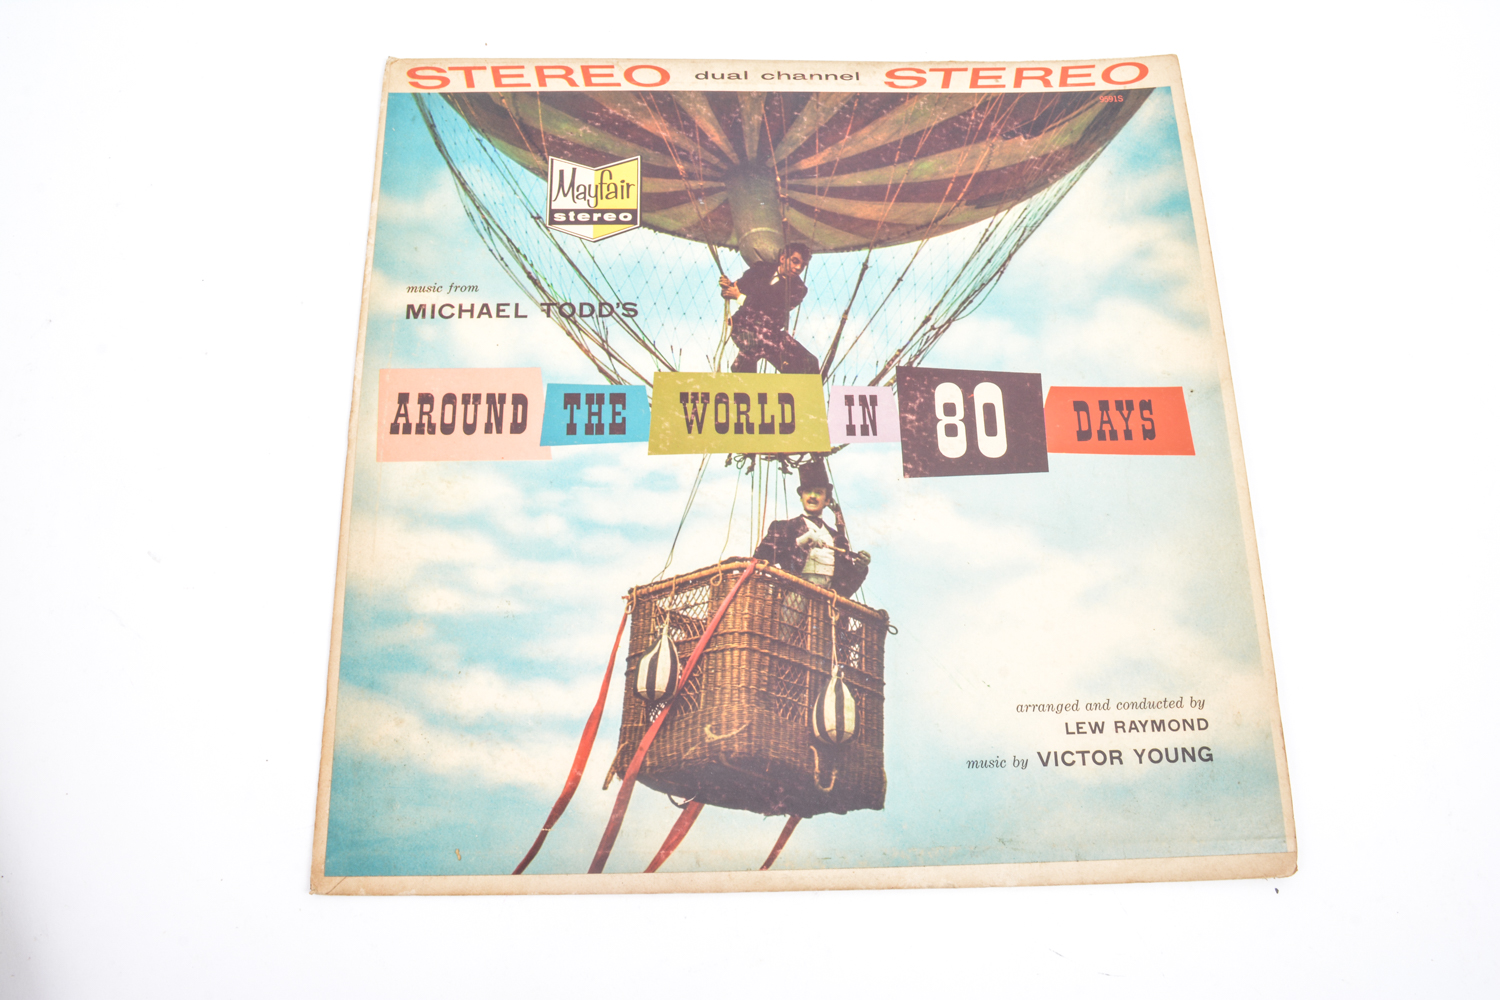 STEREO dual channel STEREO
9591S
Mayfair
stereo
music from
MICHAEL TODD'S
AROUND THE WORLD IN 80 DAYS
arranged and conducted by
LEW RAYMOND
music by VICTOR YOUNG